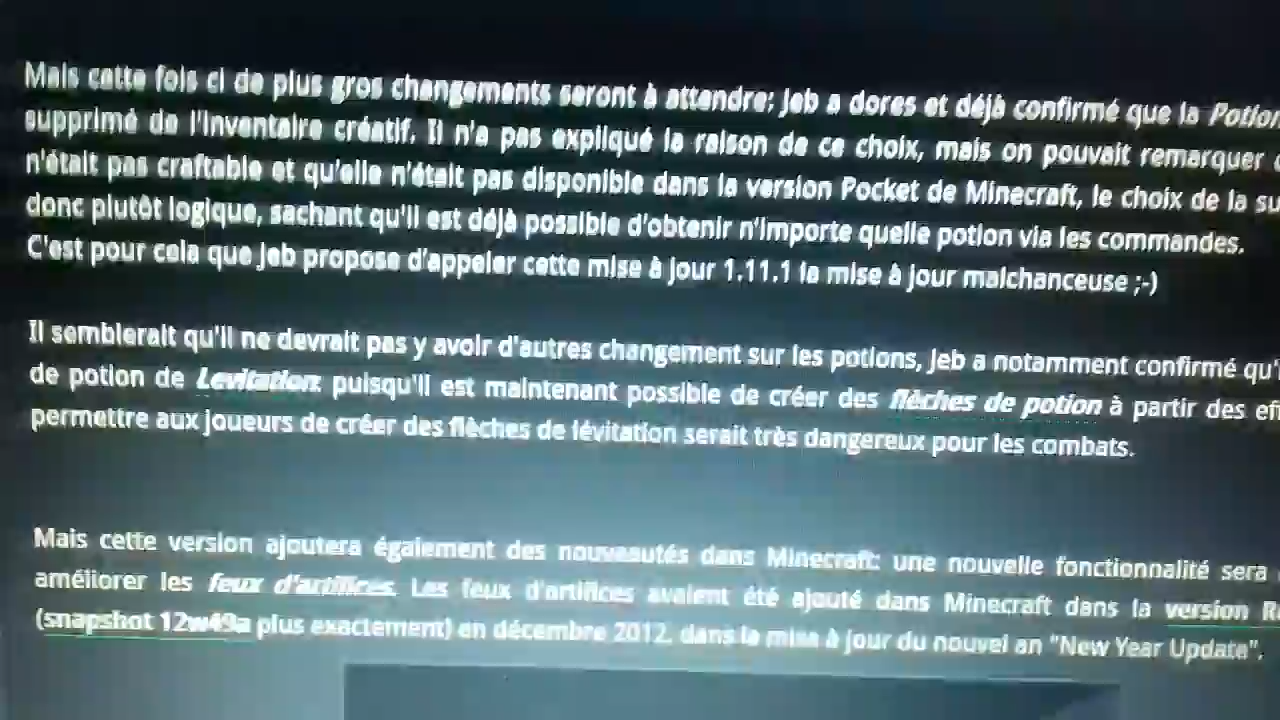 Mais cette fois ci de plus gros changements seront à attendre; Jeb a dores et déjà confirmé que la Potion
supprimé de l'inventaire créatif. Il n'a pas expliqué la raison de ce choix, mais on pouvait remarquer
n'était pas craftable et qu'elle n'était pas disponible dans la version Pocket de Minecraft, le choix de la
donc plutôt logique, sachant qu'il est déjà possible d'obtenir n'importe quelle potion via les commandes.
C'est pour cela que Jeb propose d'appeler cette mise à jour 1.11.1 la mise à jour malchanceuse ;-)
Il semblerait qu'il ne devrait pas y avoir d'autres changement sur les potions, Jeb a notamment confirmé
de potion de Levitation puisqu'il est maintenant possible de créer des flèches de potion à partir des
permettre aux joueurs de créer des flèches de lévitation serait très dangereux pour les combats.
Mais cette version ajoutera également des nouveautés dans Minecraft: une nouvelle fonctionnalité sera
améliorer les feux d'artifices. Les feux d'artifices avaient été ajouté dans Minecraft dans la version
(snapshot 12w49a plus exactement) en décembre 2012, dans la mise à jour du nouvel an "New Year Update".